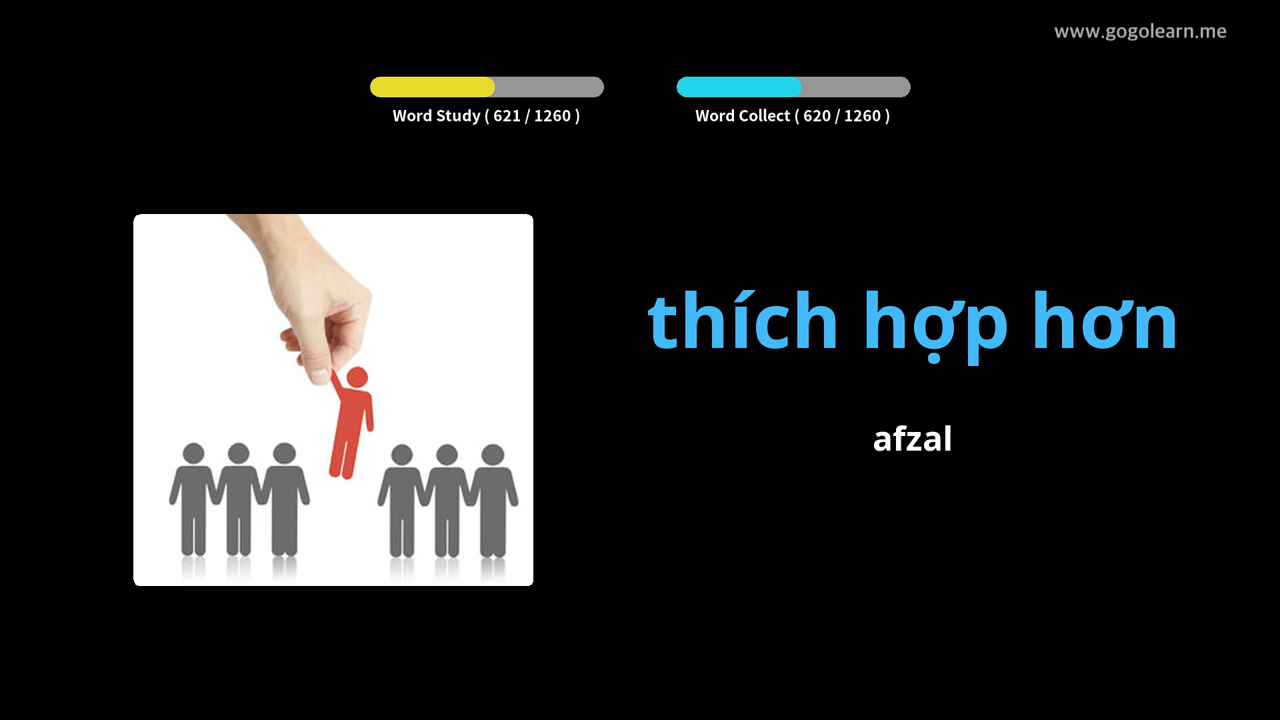 www.gogolearn.me
Word Study ( 621 / 1260 )
Word Collect ( 620 / 1260 )
thích hợp hơn
afzal